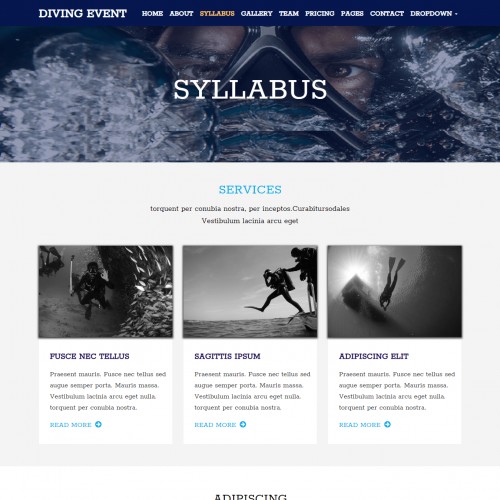 DIVING EVENT
HOME ABOUT SYLLABUS GALLERY TEAM PRICING PAGES CONTACT DROPDOWN
SYLLABUS
SERVICES
torquent per conubia nostra, per inceptos.Curabitursodales
Vestibulum lacinia arcu eget
FUSCE NEC TELLUS
Praesent mauris. Fusce nec tellus sed
augue semper porta. Mauris massa.
Vestibulum lacinia arcu eget nulla.
torquent per conubia nostra.
READ MORE
SAGITTIS IPSUM
Praesent mauris. Fusce nec tellus sed
augue semper porta. Mauris massa.
Vestibulum lacinia arcu eget nulla.
torquent per conubia nostra.
READ MORE
ADIPISCING ELIT
Praesent mauris. Fusce nec tellus sed
augue semper porta. Mauris massa.
Vestibulum lacinia arcu eget nulla.
torquent per conubia nostra.
READ MORE
ADIPISCING